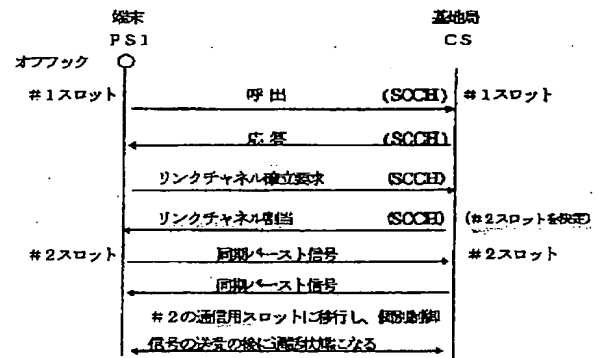 端末 基地局
PS1 CS
オフフック
#1スロット 呼出 (SCCH) #1スロット
応答 (SCCH)
リンクチャネル確立要求 (SCCH)
リンクチャネル割当 (SCCH) (#2スロットを決定)
#2スロット 同期バースト信号 #2スロット
同期バースト信号
#2の通信用スロットに移行し、個別制御
信号の送受の後に通話状態になる